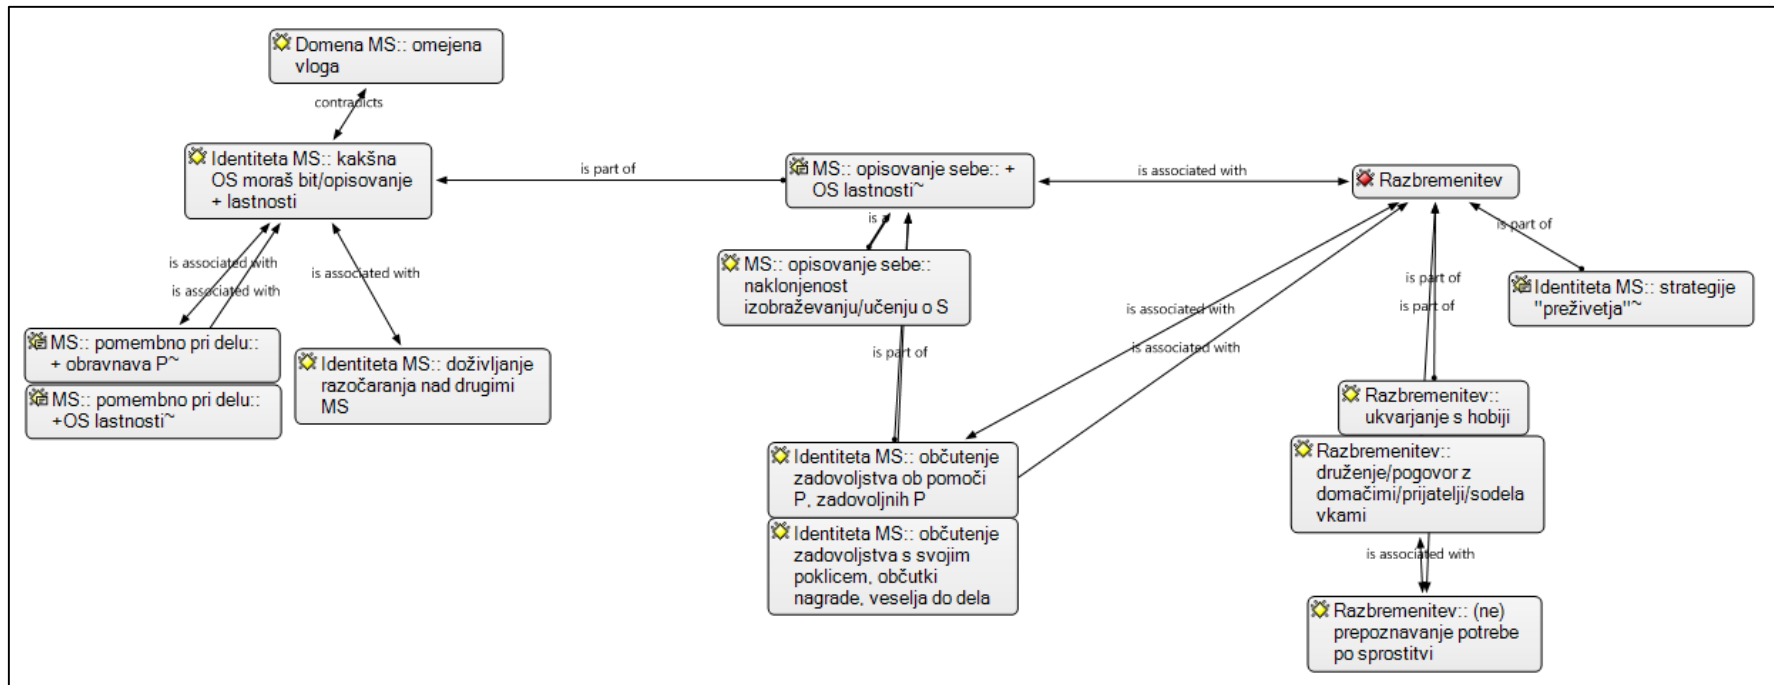 Domena MS:: omejena
vloga
contradicts
Identiteta MS:: kakšna
OS moraš bit/opisovanje
+ lastnosti
is part of
MS:: opisovanje sebe:: +
OS lastnosti~
is associated with
Razbremenitev
is a
is part of
is associated with
is associated with
is associated with
MS:: opisovanje sebe::
naklonjenost
izobraževanju/učenju o S
is part of
is part of
Identiteta MS:: strategije
"preživetja"~
is associated with
MS:: pomembno pri delu::
+ obravnava P~
MS:: pomembno pri delu::
+OS lastnosti~
Identiteta MS:: doživljanje
razočaranja nad drugimi
MS
is part of
is associated with
Razbremenitev::
ukvarjanje s hobiji
Razbremenitev::
druženje/pogovor z
domačimi/prijatelji/sodela
vkami
Identiteta MS:: občutenje
zadovoljstva ob pomoči
P, zadovoljnih P
Identiteta MS:: občutenje
zadovoljstva s svojim
poklicem, občutki
nagrade, veselja do dela
is associated with
Razbremenitev:: (ne)
prepoznavanje potrebe
po sprostitvi